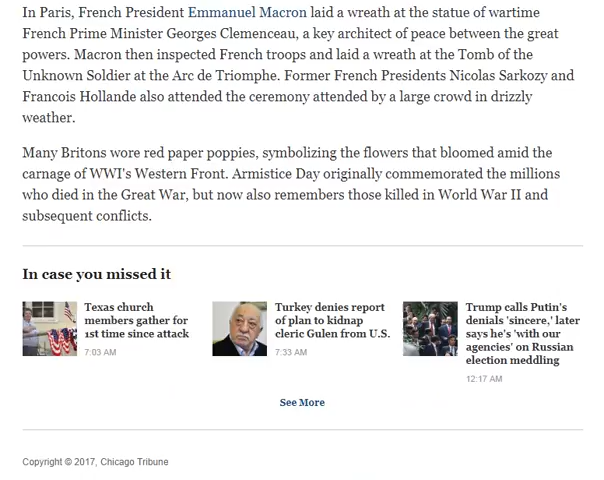 In Paris, French President Emmanuel Macron laid a wreath at the statue of wartime
French Prime Minister Georges Clemenceau, a key architect of peace between the great
powers. Macron then inspected French troops and laid a wreath at the Tomb of the
Unknown Soldier at the Arc de Triomphe. Former French Presidents Nicolas Sarkozy and
Francois Hollande also attended the ceremony attended by a large crowd in drizzly
weather.
Many Britons wore red paper poppies, symbolizing the flowers that bloomed amid the
carnage of WWI's Western Front. Armistice Day originally commemorated the millions
who died in the Great War, but now also remembers those killed in World War II and
subsequent conflicts.
In case you missed it
Texas church
members gather for
1st time since attack
7:03 AM
Turkey denies report
of plan to kidnap
cleric Gulen from U.S.
7:33 AM
Trump calls Putin's
denials 'sincere,' later
says he's 'with our
agencies' on Russian
election meddling
12:17 AM
See More
Copyright © 2017, Chicago Tribune